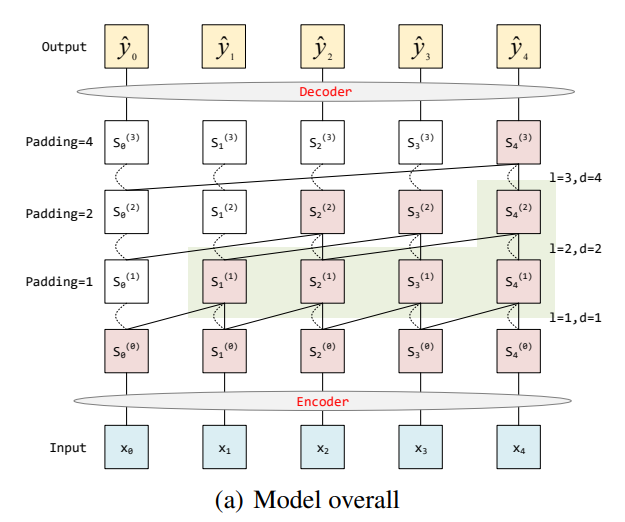 Output ŷ₀ ŷ₁ ŷ₂ ŷ₃ ŷ₄
Decoder
Padding=4 S₀⁽³⁾ S₁⁽³⁾ S₂⁽³⁾ S₃⁽³⁾ S₄⁽³⁾
l=3,d=4
Padding=2 S₀⁽²⁾ S₁⁽²⁾ S₂⁽²⁾ S₃⁽²⁾ S₄⁽²⁾
l=2,d=2
Padding=1 S₀⁽¹⁾ S₁⁽¹⁾ S₂⁽¹⁾ S₃⁽¹⁾ S₄⁽¹⁾
l=1,d=1
S₀⁽⁰⁾ S₁⁽⁰⁾ S₂⁽⁰⁾ S₃⁽⁰⁾ S₄⁽⁰⁾
Encoder
Input x₀ x₁ x₂ x₃ x₄
(a) Model overall